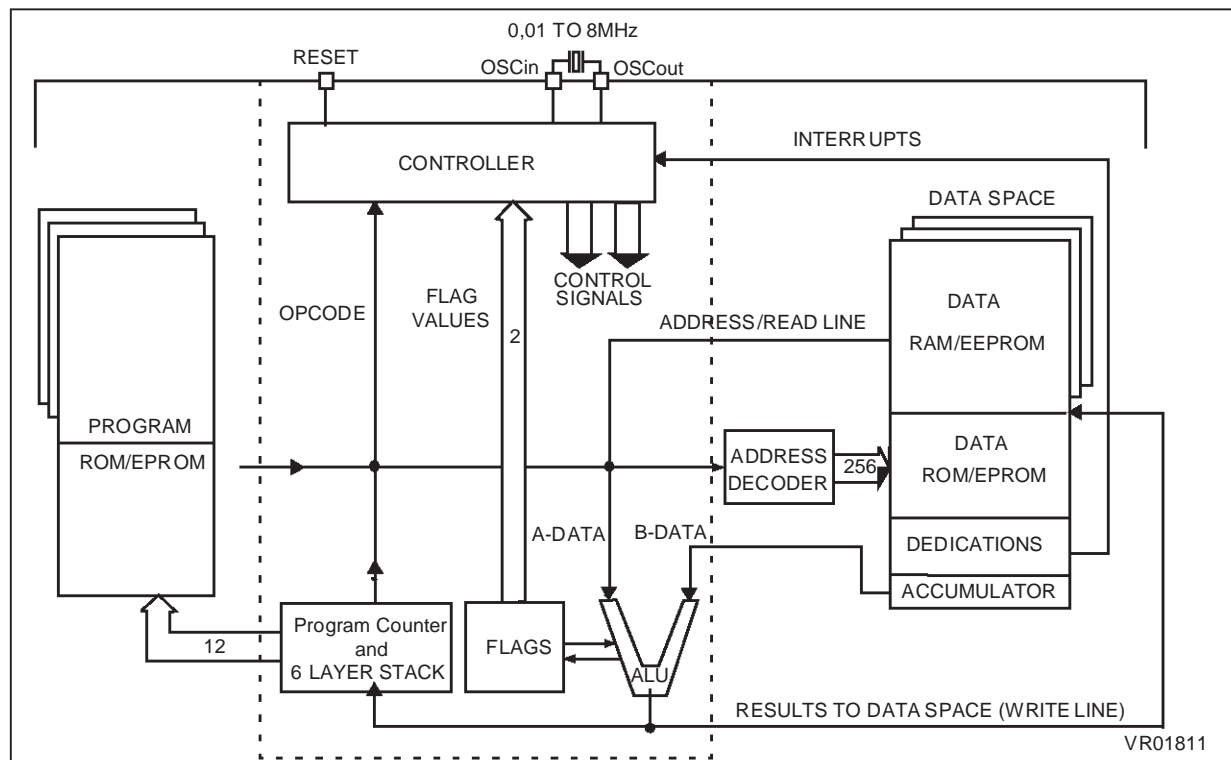 0,01 TO 8MHz
RESET
OSCin
OSCout
INTERRUPTS
CONTROLLER
DATA SPACE
CONTROL
SIGNALS
OPCODE
FLAG
VALUES
2
ADDRESS/READ LINE
DATA
RAM/EEPROM
PROGRAM
ROM/EPROM
ADDRESS
DECODER
256
DATA
ROM/EPROM
A-DATA
B-DATA
DEDICATIONS
ACCUMULATOR
12
Program Counter
and
6 LAYER STACK
FLAGS
ALU
RESULTS TO DATA SPACE (WRITE LINE)
VR01811